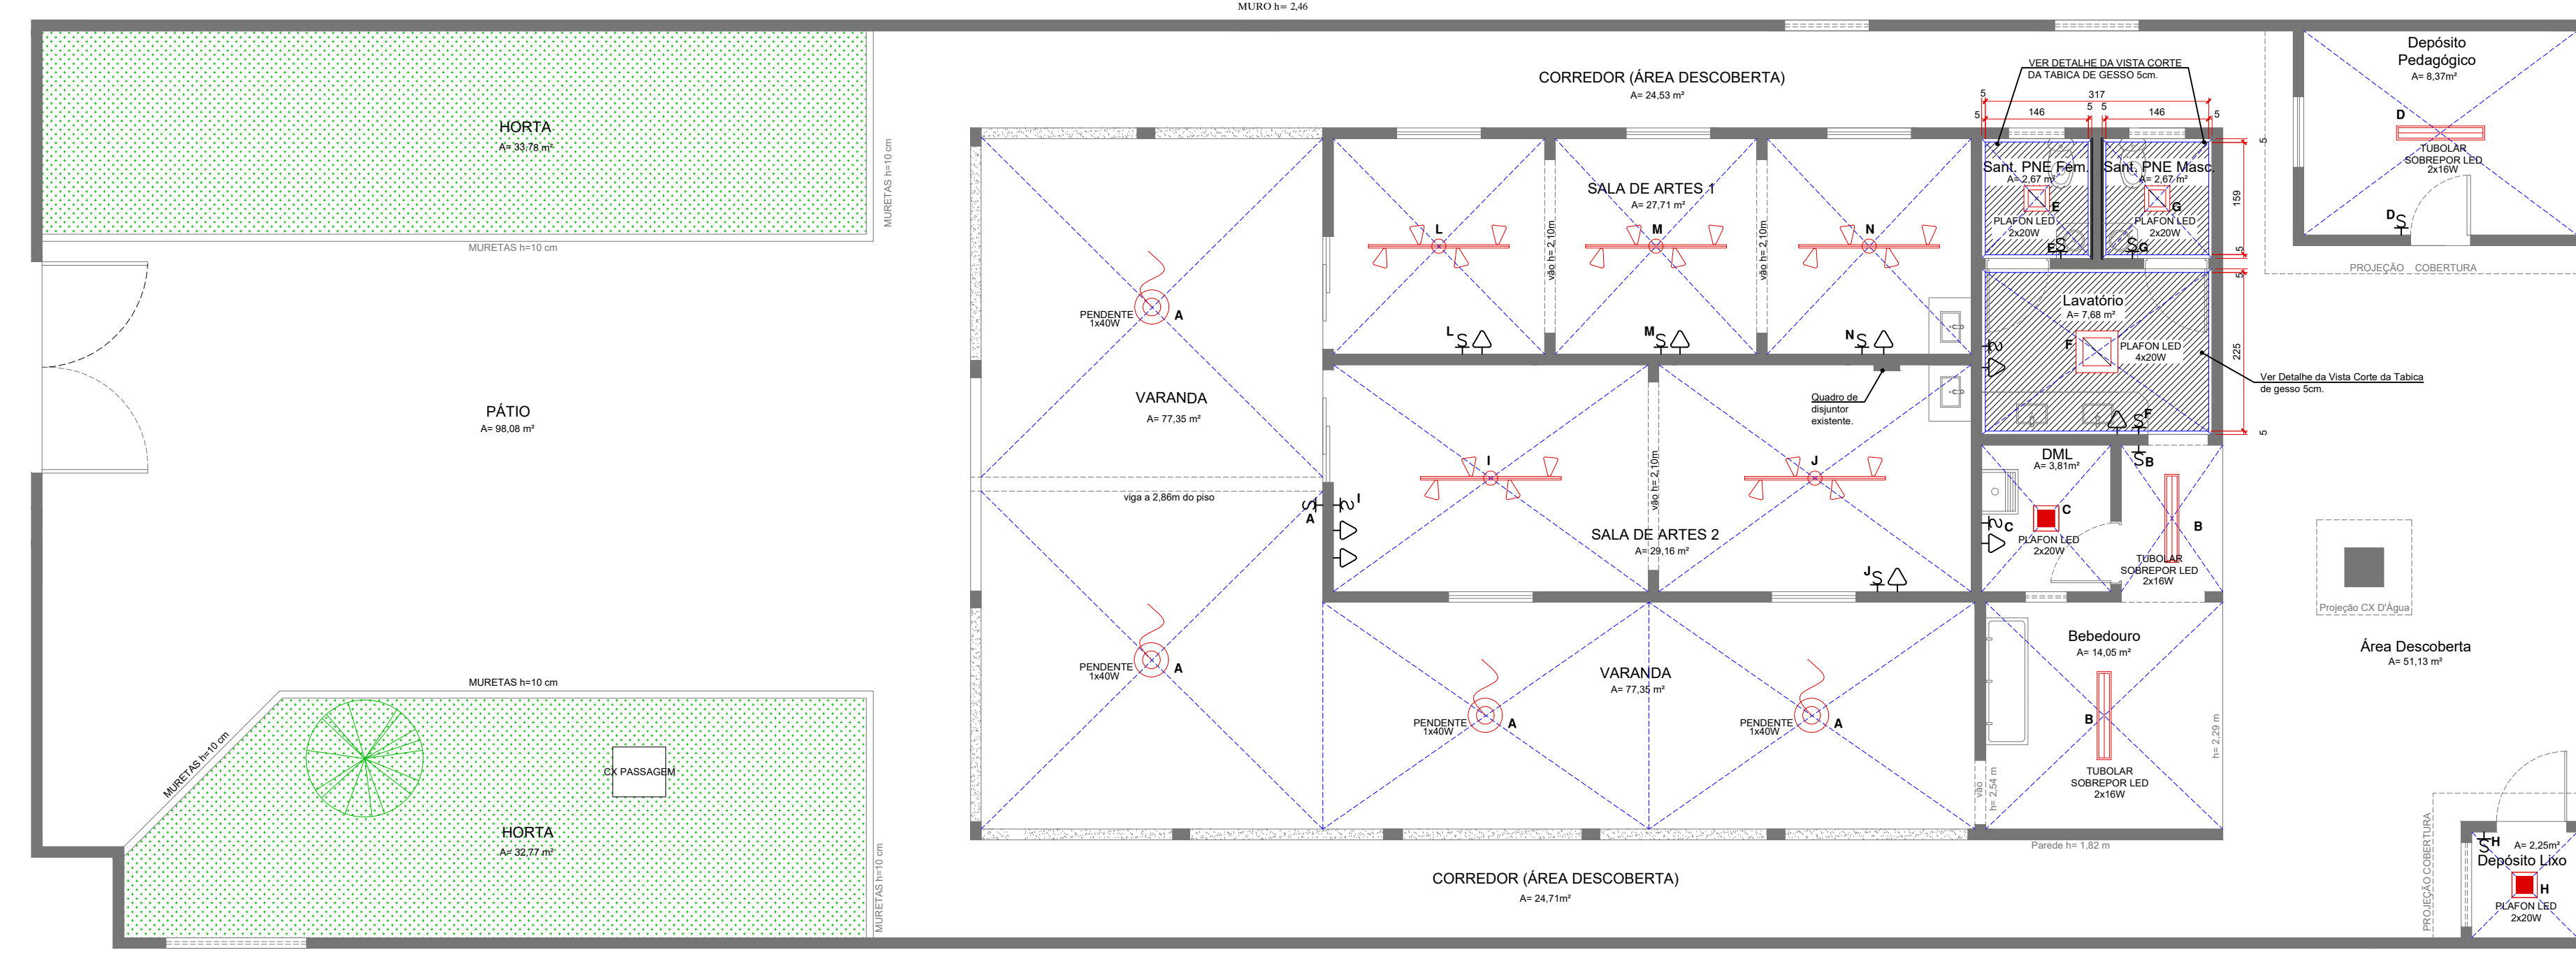 MURO h= 2,46
HORTA
A= 33,78 m²
MURETAS h=10 cm
MURETAS h=10 cm
PÁTIO
A= 98,08 m²
MURETAS h=10 cm
MURETAS h=10 cm
CX PASSAGEM
HORTA
A= 32,77 m²
MURETAS h=10 cm
CORREDOR (ÁREA DESCOBERTA)
A= 24,53 m²
PENDENTE
1x40W
A
VARANDA
A= 77,35 m²
viga a 2,86m do piso
A
PENDENTE
1x40W
A
SALA DE ARTES 1
A= 27,71 m²
L
M
N
vão h= 2,10m
vão h= 2,10m
L S
M S
N S
Quadro de
disjuntor
existente.
I
J
vão h= 2,10m
S
S I
SALA DE ARTES 2
A= 29,16 m²
J S
VARANDA
A= 77,35 m²
PENDENTE
1x40W
A
PENDENTE
1x40W
A
CORREDOR (ÁREA DESCOBERTA)
A= 24,71m²
VER DETALHE DA VISTA CORTE
DA TABICA DE GESSO 5cm.
5
317
5
146
5
5
146
5
5
159
5
5
225
5
Sant. PNE Fem.
A= 2,67 m²
E
PLAFON LED
2x20W
E S
Sant. PNE Masc.
A= 2,67 m²
G
PLAFON LED
2x20W
S G
Lavatório
A= 7,68 m²
F
PLAFON LED
4x20W
S
S F
Ver Detalhe da Vista Corte da Tabica
de gesso 5cm.
S B
DML
A= 3,81m²
C
S C
PLAFON LED
2x20W
B
TUBOLAR
SOBREPOR LED
2x16W
Bebedouro
A= 14,05 m²
B
TUBOLAR
SOBREPOR LED
2x16W
vão
h= 2,54 m
h= 2,29 m
Parede h= 1,82 m
Depósito
Pedagógico
A= 8,37m²
D
TUBOLAR
SOBREPOR LED
2x16W
D S
PROJEÇÃO COBERTURA
Projeção CX D'Água
Área Descoberta
A= 51,13 m²
PROJEÇÃO COBERTURA
S H
A= 2,25m²
Depósito Lixo
H
PLAFON LED
2x20W